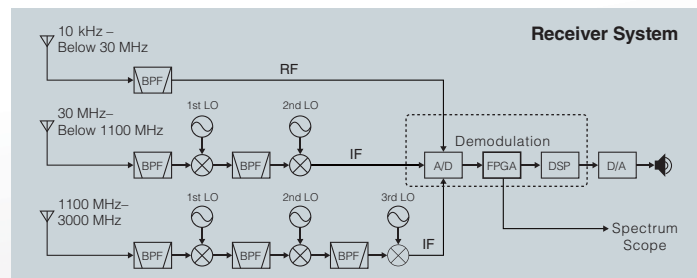 Receiver System
10 kHz –
Below 30 MHz
BPF
RF
30 MHz–
Below 1100 MHz
1st LO
2nd LO
BPF
BPF
IF
Demodulation
A/D
FPGA
DSP
D/A
1100 MHz–
3000 MHz
1st LO
2nd LO
3rd LO
BPF
BPF
BPF
IF
Spectrum
Scope